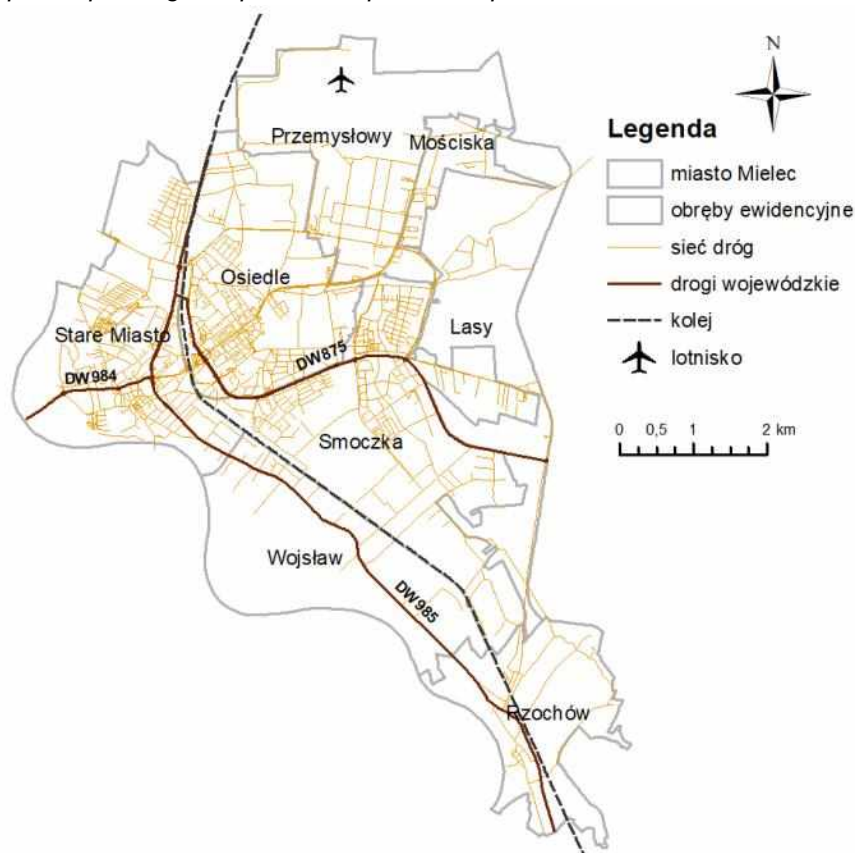 N
Przemysłowy
Mościska
Legenda
miasto Mielec
obręby ewidencyjne
sieć dróg
drogi wojewódzkie
kolej
lotnisko
Osiedle
Lasy
Stare Miasto
DW875
DW984
0 0,5 1 2 km
Smoczka
Wojsław
DW985
Rzochów